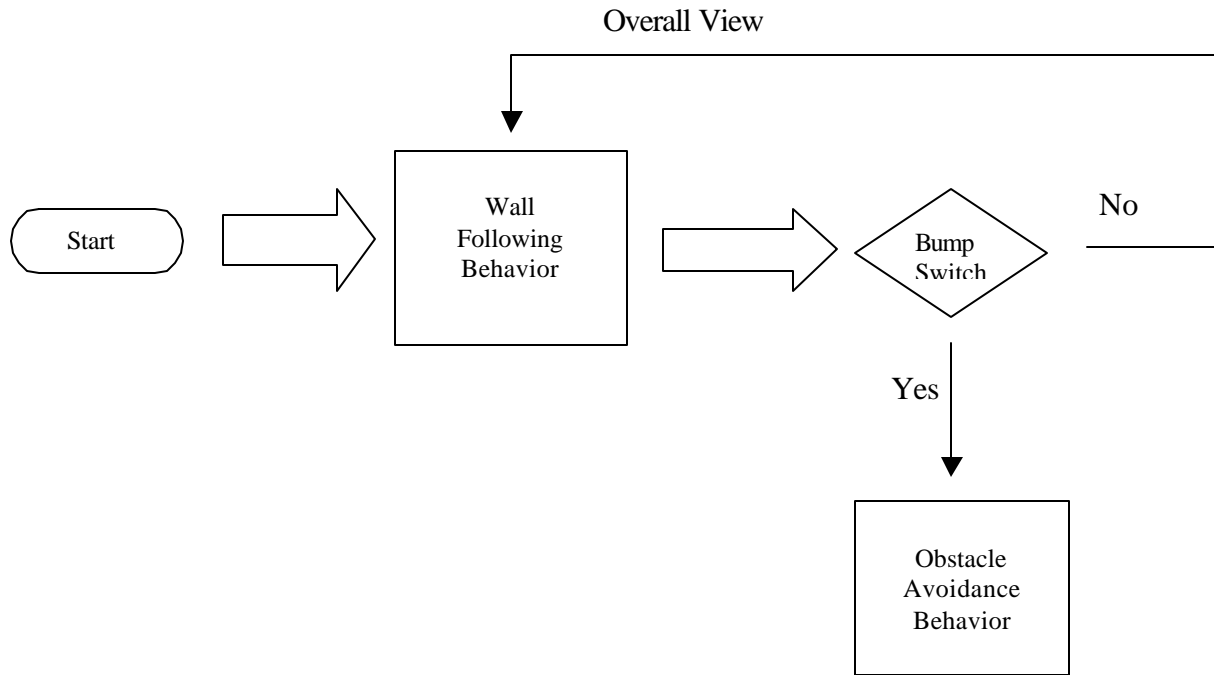 Overall View
Start
Wall
Following
Behavior
Bump
Switch
No
Yes
Obstacle
Avoidance
Behavior